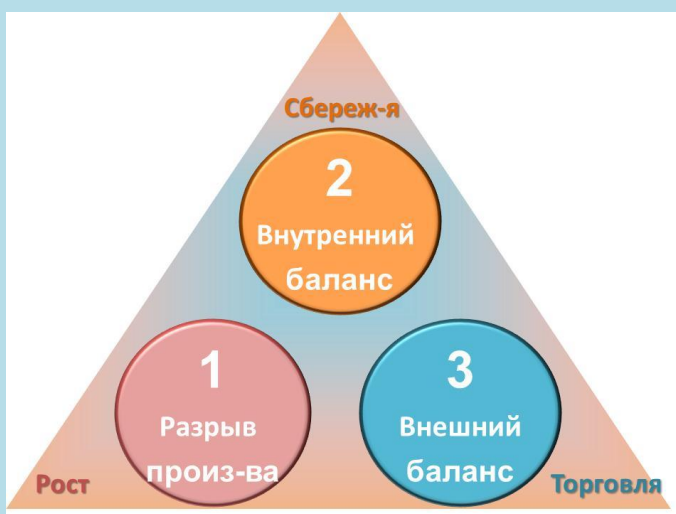 Сбереж-я
2
Внутренний
баланс
1
Разрыв
произ-ва
3
Внешний
баланс
Рост
Торговля